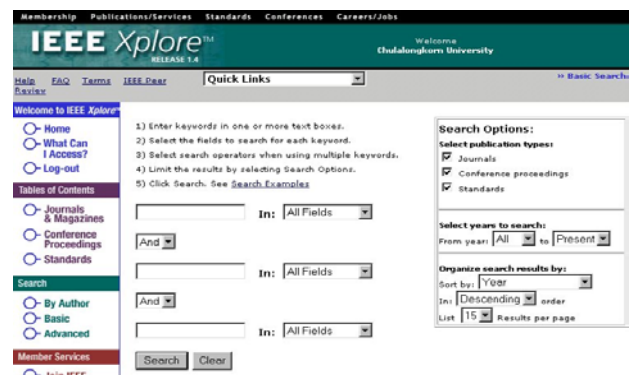 Membership Publications/Services Standards Conferences Careers/Jobs
IEEE Xplore™
RELEASE 1.4
Welcome
Chulalongkorn University
Help FAQ Terms IEEE Peer
Review
Quick Links
» Basic Search
Welcome to IEEE Xplore
Home
What Can
I Access?
Log-out
Tables of Contents
Journals
& Magazines
Conference
Proceedings
Standards
Search
By Author
Basic
Advanced
Member Services
Join IEEE
1) Enter keywords in one or more text boxes.
2) Select the fields to search for each keyword.
3) Select search operators when using multiple keywords.
4) Limit the results by selecting Search Options.
5) Click Search. See Search Examples
In: All Fields
And
In: All Fields
And
In: All Fields
Search Clear
Search Options:
Select publication types:
Journals
Conference proceedings
Standards
Select years to search:
From year: All to Present
Organize search results by:
Sort by: Year
In: Descending order
List 15 Results per page